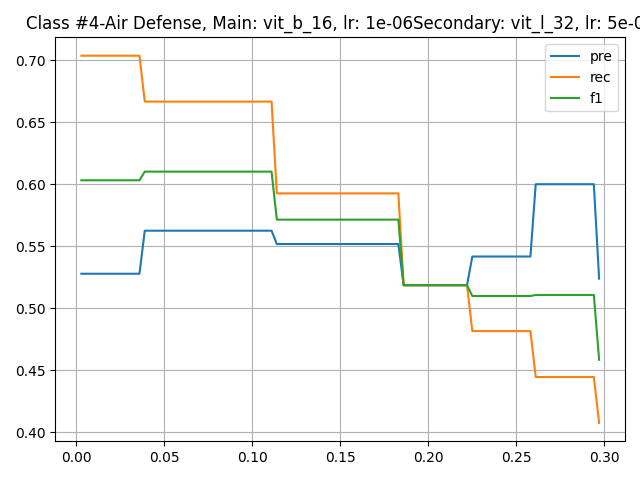 Class #4-Air Defense, Main: vit_b_16, lr: 1e-06Secondary: vit_l_32, lr: 5e-0
0.70
0.65
0.60
0.55
0.50
0.45
0.40
pre
rec
f1
0.00 0.05 0.10 0.15 0.20 0.25 0.30